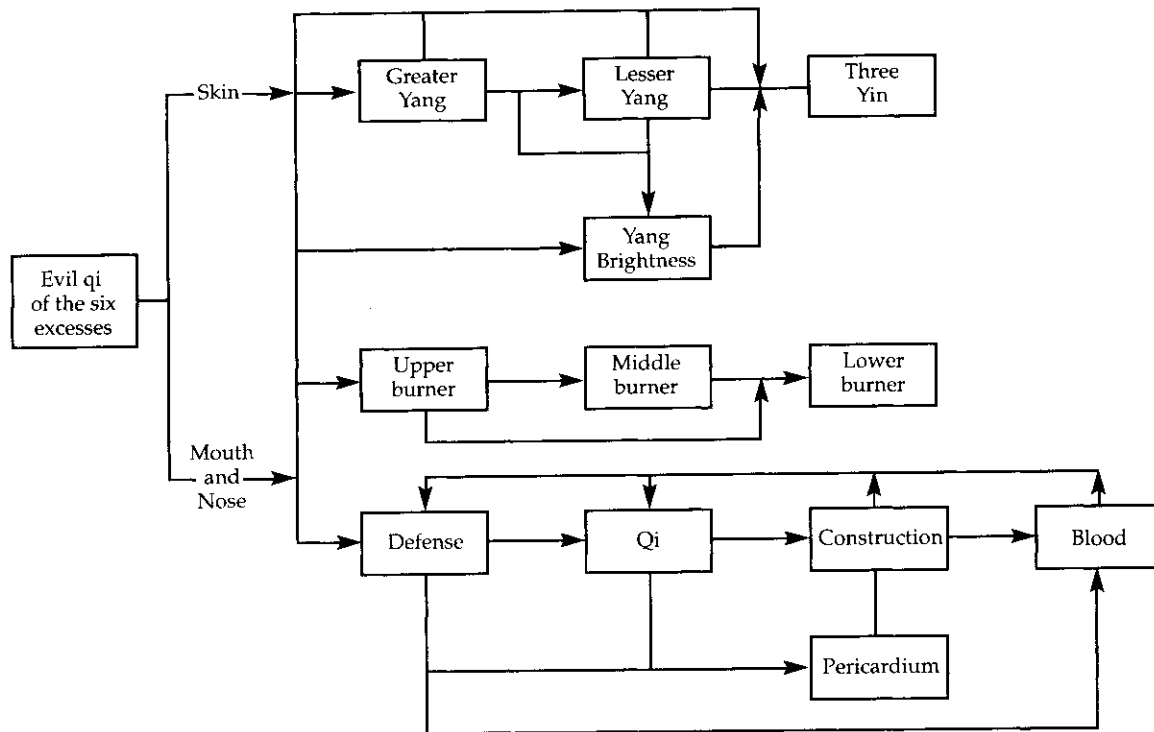 Greater
Yang
Lesser
Yang
Three
Yin
Skin
Yang
Brightness
Evil qi
of the six
excesses
Upper
burner
Middle
burner
Lower
burner
Mouth
and
Nose
Defense
Qi
Construction
Blood
Pericardium